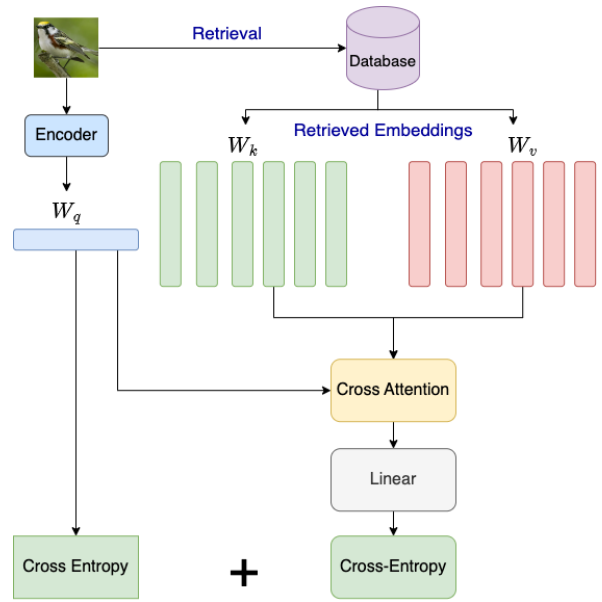 Retrieval
Database
Encoder
Retrieved Embeddings
W_k
W_v
W_q
Cross Attention
Linear
Cross Entropy
+
Cross-Entropy